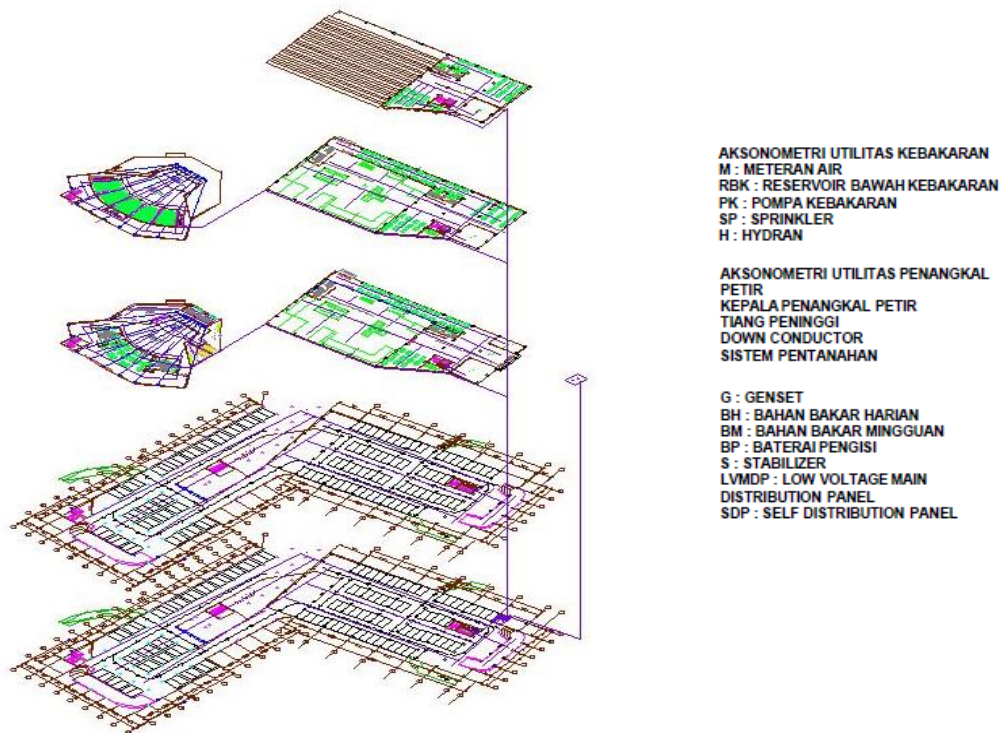 AKSONOMETRI UTILITAS KEBAKARAN
M : METERAN AIR
RBK : RESERVOIR BAWAH KEBAKARAN
PK : POMPA KEBAKARAN
SP : SPRINKLER
H : HYDRAN
AKSONOMETRI UTILITAS PENANGKAL
PETIR
KEPALA PENANGKAL PETIR
TIANG PENINGGI
DOWN CONDUCTOR
SISTEM PENTANAHAN
G : GENSET
BH : BAHAN BAKAR HARIAN
BM : BAHAN BAKAR MINGGUAN
BP : BATERAI PENGISI
S : STABILIZER
LVMDP : LOW VOLTAGE MAIN
DISTRIBUTION PANEL
SDP : SELF DISTRIBUTION PANEL